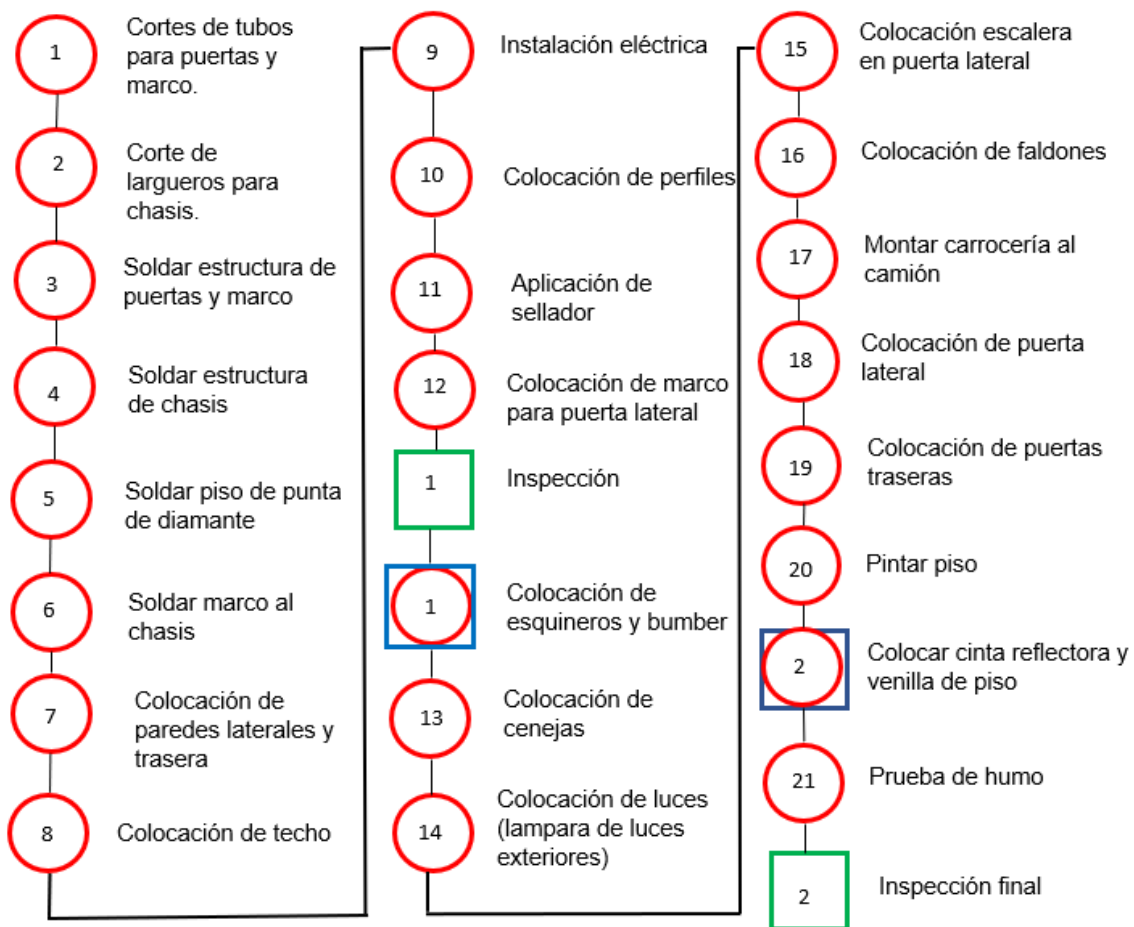 1
Cortes de tubos
para puertas y
marco.
2
Corte de
largueros para
chasis.
3
Soldar estructura de
puertas y marco
4
Soldar estructura
de chasis
5
Soldar piso de punta
de diamante
6
Soldar marco al
chasis
7
Colocación de
paredes laterales y
trasera
8
Colocación de techo
9
Instalación eléctrica
10
Colocación de perfiles
11
Aplicación de
sellador
12
Colocación de marco
para puerta lateral
1
Inspección
1
Colocación de
esquineros y bumber
13
Colocación de
cenejas
14
Colocación de luces
(lampara de luces
exteriores)
15
Colocación escalera
en puerta lateral
16
Colocación de faldones
17
Montar carrocería al
camión
18
Colocación de puerta
lateral
19
Colocación de puertas
traseras
20
Pintar piso
2
Colocar cinta reflectora y
venilla de piso
21
Prueba de humo
2
Inspección final